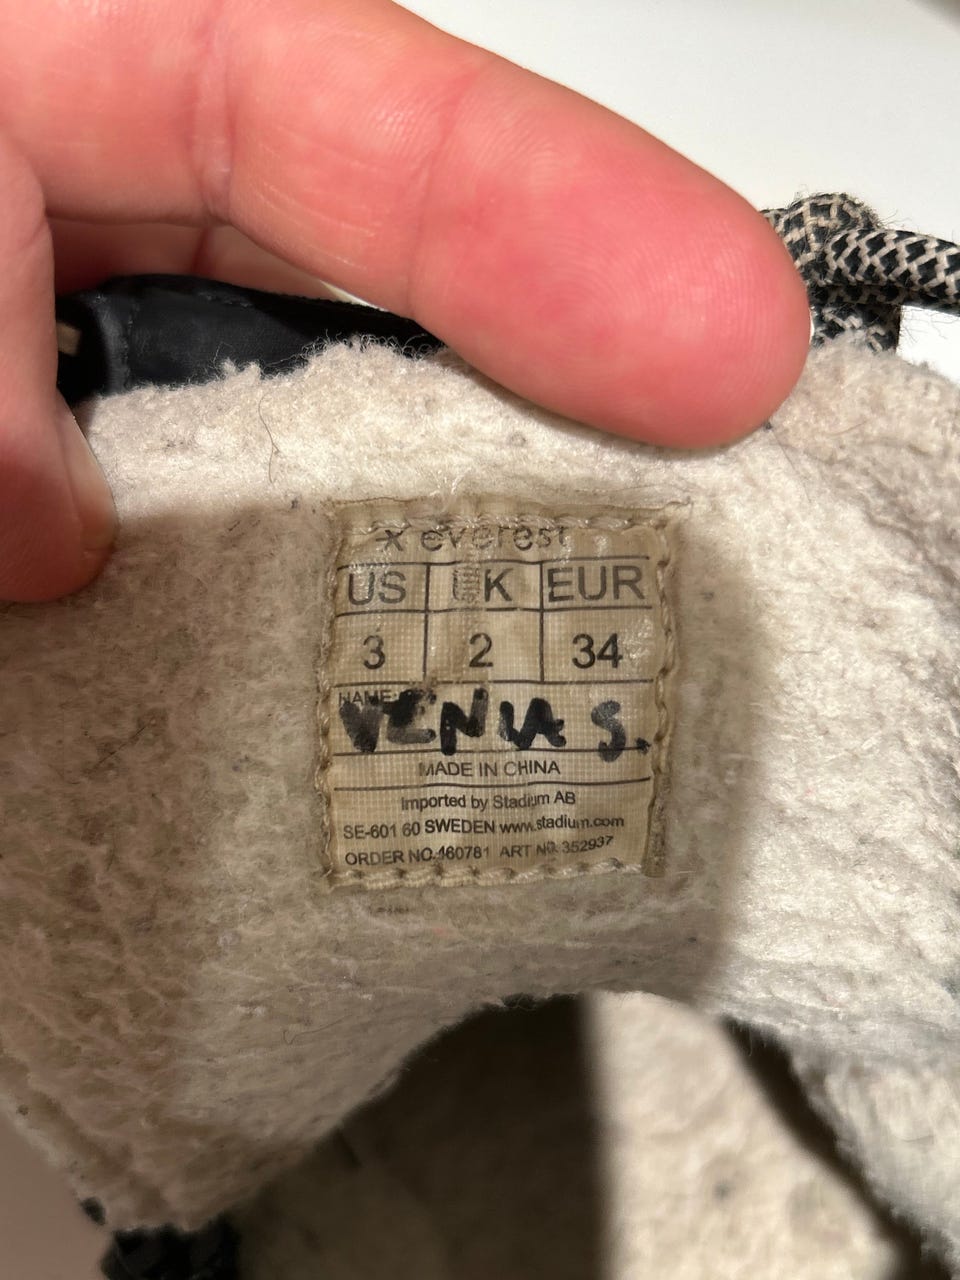 everest
US UK EUR
3 2 34
NAME:
S.
MADE IN CHINA
Imported by Stadium AB
SE-601 60 SWEDEN www.stadium.com
ORDER NO.460781 ART NO. 352937